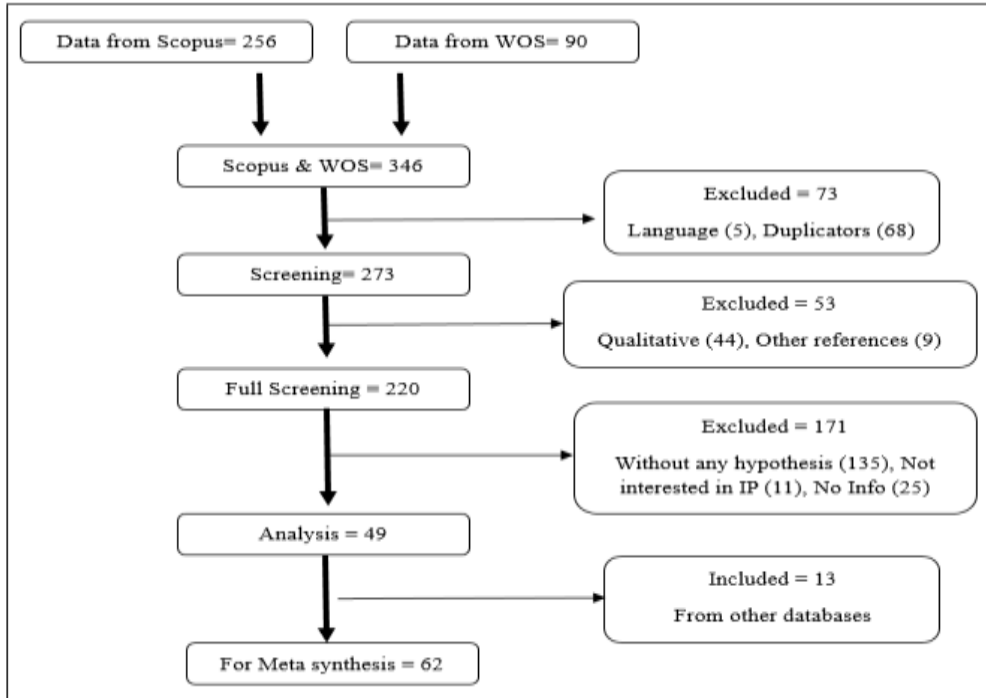 Data from Scopus= 256
Data from WOS= 90
Scopus & WOS= 346
Excluded = 73
Language (5), Duplicators (68)
Screening= 273
Excluded = 53
Qualitative (44), Other references (9)
Full Screening = 220
Excluded = 171
Without any hypothesis (135), Not
interested in IP (11), No Info (25)
Analysis = 49
Included = 13
From other databases
For Meta synthesis = 62